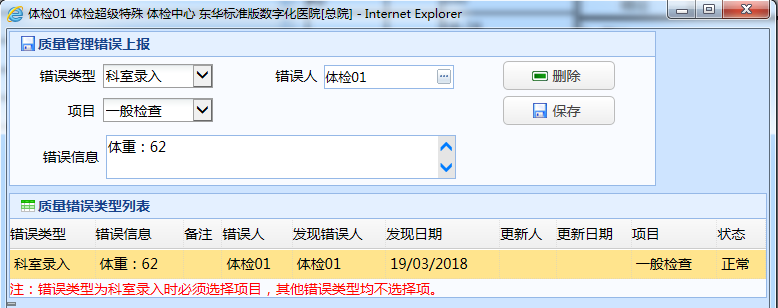 体检01 体检超级特殊 体检中心 东华标准版数字化医院[总院] - Internet Explorer
质量管理错误上报
错误类型 科室录入 错误人 体检01 删除
项目 一般检查 保存
错误信息 体重：62
质量错误类型列表
错误类型 错误信息 备注 错误人 发现错误人 发现日期 更新人 更新日期 项目 状态
科室录入 体重：62 体检01 体检01 19/03/2018 一般检查 正常
注：错误类型为科室录入时必须选择项目，其他错误类型均不选择项。